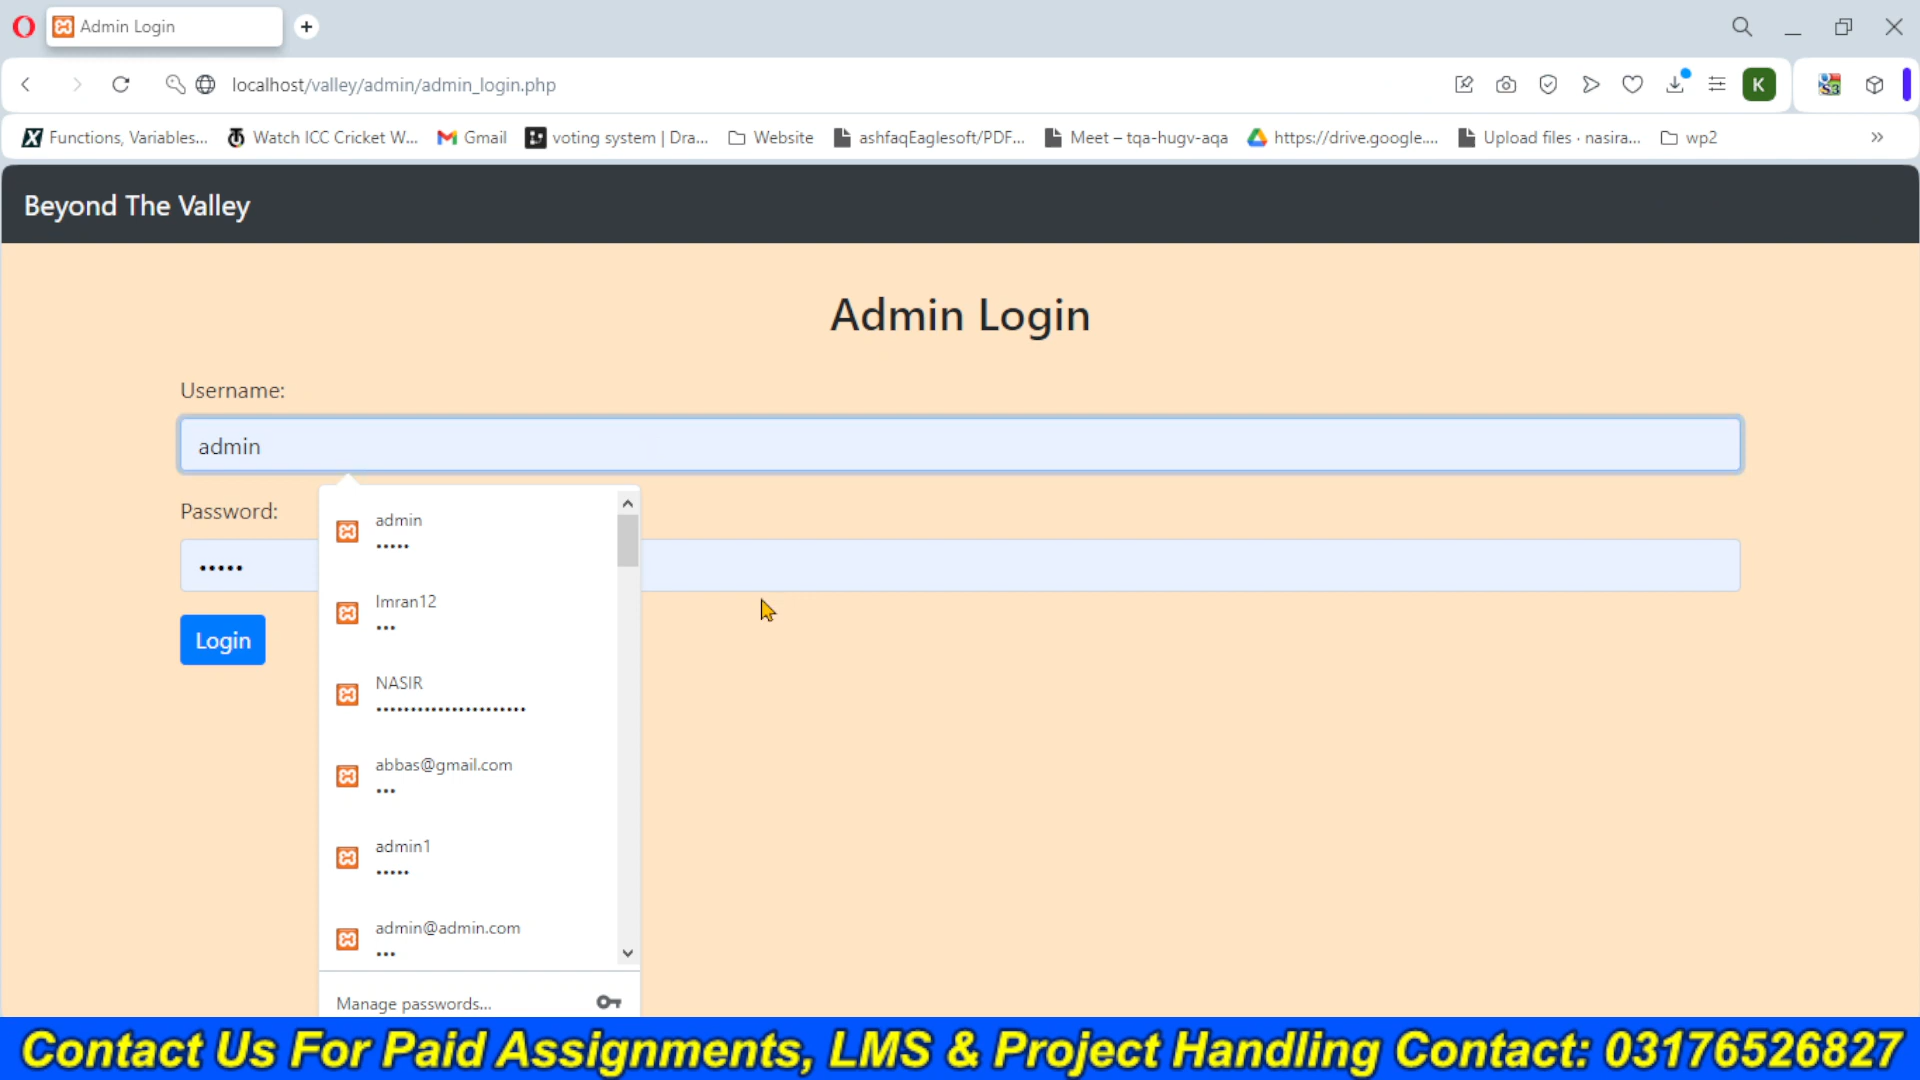 Admin Login
localhost/valley/admin/admin_login.php
K
S3
Functions, Variables...
Watch ICC Cricket W...
Gmail
voting system | Dra...
Website
ashfaqEaglesoft/PDF...
Meet – tqa-hugv-aqa
https://drive.google....
Upload files · nasira...
wp2
Beyond The Valley
Admin Login
Username:
admin
Password:
•••••
Login
admin
•••••
Imran12
•••
NASIR
••••••••••••••••••••••
abbas@gmail.com
•••
admin1
•••••
admin@admin.com
•••
Manage passwords...
Contact Us For Paid Assignments, LMS & Project Handling Contact: 03176526827